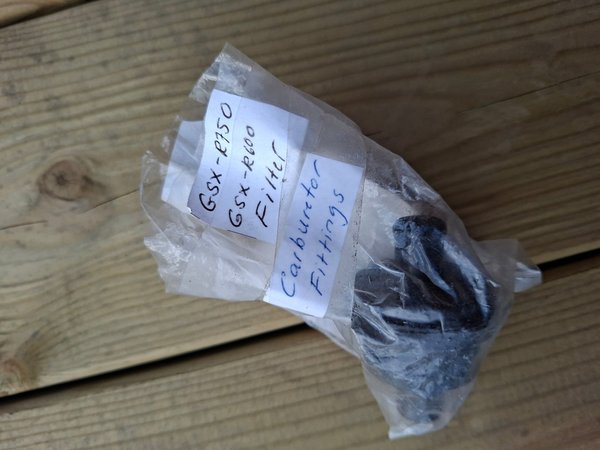 GSX-R750
GSX-R600
Filter
Carburetor
Fittings